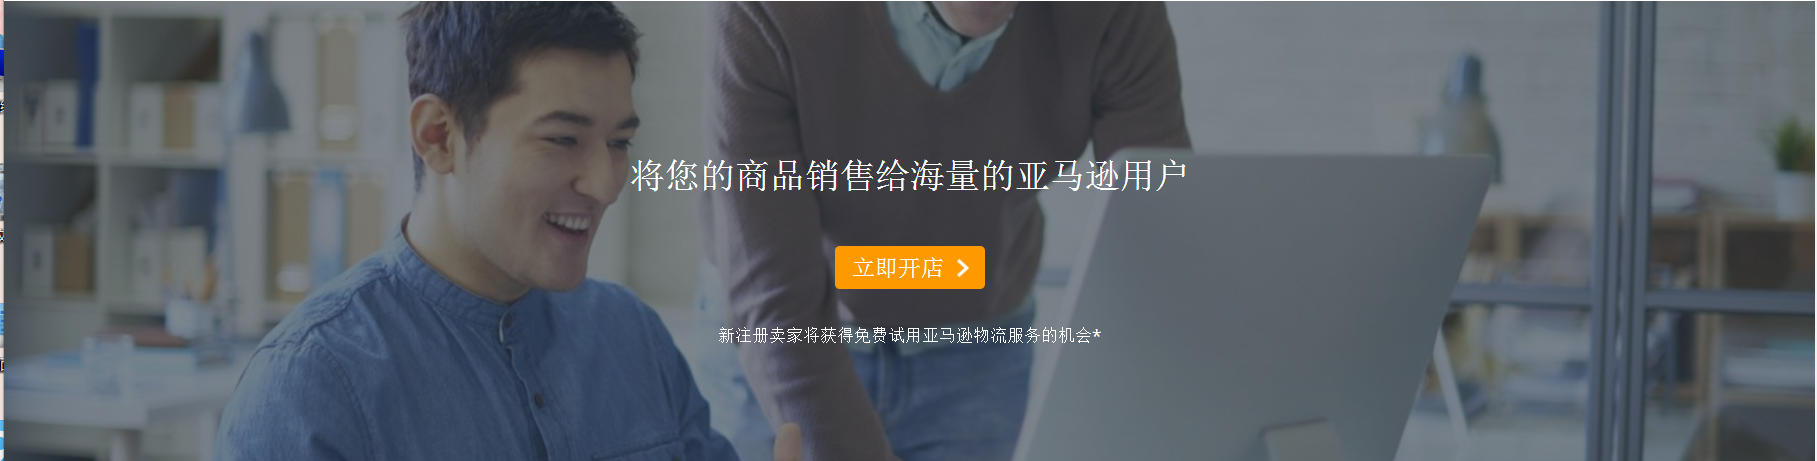 将您的商品销售给海量的亚马逊用户
立即开店
新注册卖家将获得免费试用亚马逊物流服务的机会*